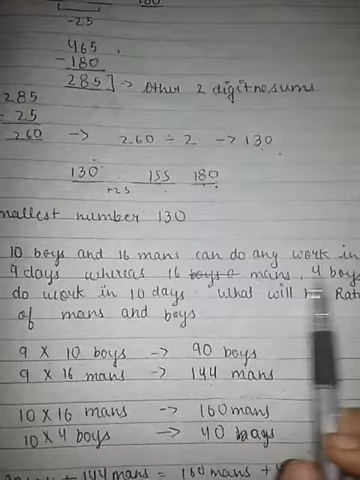 -25
465
- 180
285] -> Other 2 digit no sums
285
- 25
260 -> 260 ÷ 2 -> 130
130 155 180
+25
mallest number 130
10 boys and 16 mans can do any work in
9 days whereas 16 mans, 4 boys
do work in 10 days. What will Rat
of mans and boys
9 X 10 boys -> 90 boys
9 X 16 mans -> 144 mans
10 X 16 mans -> 160 mans
10 X 4 boys -> 40 boys
+ 144 mans = 160 mans +